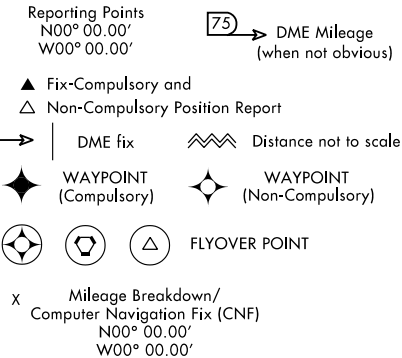 Reporting Points
N00° 00.00'
W00° 00.00'
75
DME Mileage
(when not obvious)
Fix-Compulsory and
Non-Compulsory Position Report
DME fix
Distance not to scale
WAYPOINT
(Compulsory)
WAYPOINT
(Non-Compulsory)
FLYOVER POINT
X
Mileage Breakdown/
Computer Navigation Fix (CNF)
N00° 00.00'
W00° 00.00'